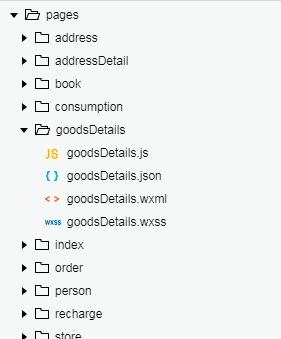 pages
address
addressDetail
book
consumption
goodsDetails
JS goodsDetails.js
{ } goodsDetails.json
< > goodsDetails.wxml
wxss goodsDetails.wxss
index
order
person
recharge
store